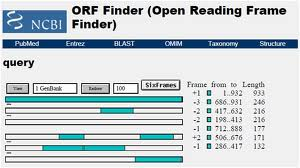 NCBI
ORF Finder (Open Reading Frame Finder)
PubMed Entrez BLAST OMIM Taxonomy Structure
query
View 1 GenBank Redraw 100 SixFrames
Frame from to Length
+1 1..932 933
-3 686..931 246
-2 417..632 216
-2 198..413 216
-1 712..888 177
+2 506..676 171
-1 286..417 132